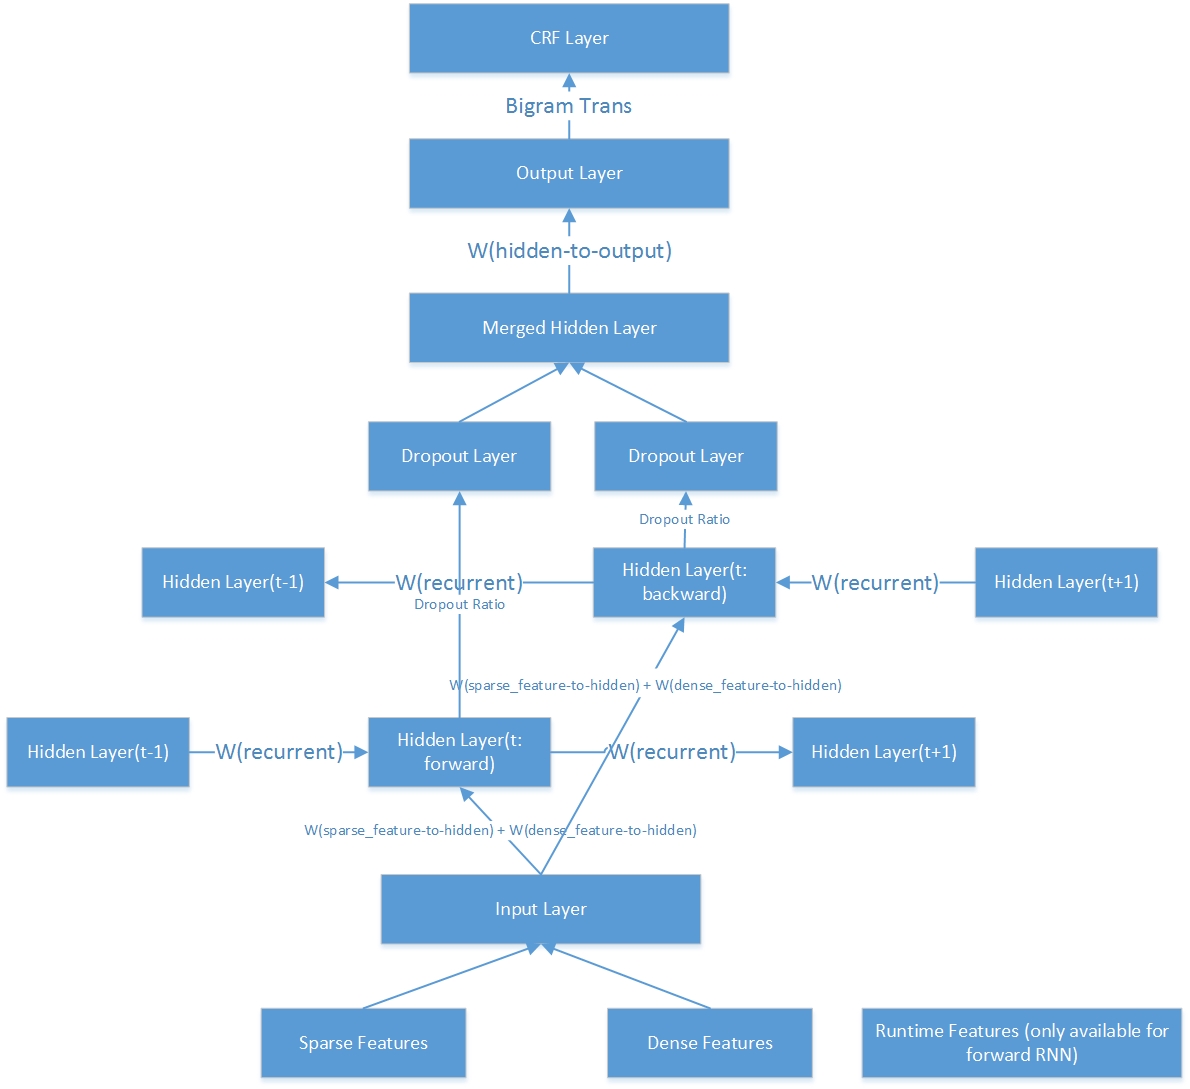 CRF Layer
Bigram Trans
Output Layer
W(hidden-to-output)
Merged Hidden Layer
Dropout Layer
Dropout Layer
Dropout Ratio
Hidden Layer(t-1)
W(recurrent)
Hidden Layer(t:
backward)
W(recurrent)
Hidden Layer(t+1)
Dropout Ratio
W(sparse_feature-to-hidden) + W(dense_feature-to-hidden)
Hidden Layer(t-1)
W(recurrent)
Hidden Layer(t:
forward)
W(recurrent)
Hidden Layer(t+1)
W(sparse_feature-to-hidden) + W(dense_feature-to-hidden)
Input Layer
Sparse Features
Dense Features
Runtime Features (only available for
forward RNN)